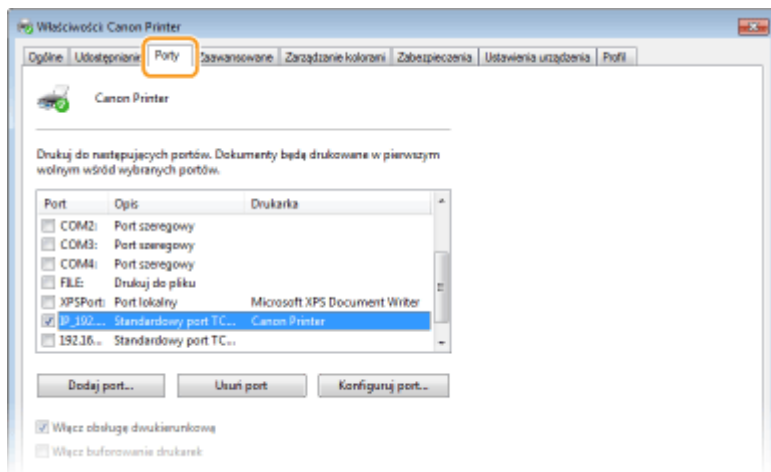 Właściwości: Canon Printer
Ogólne Udostępnianie Porty Zaawansowane Zarządzanie kolorami Zabezpieczenia Ustawienia urządzenia Profil
Canon Printer
Drukuj do następujących portów. Dokumenty będą drukowane w pierwszym
wolnym wśród wybranych portów.
Port Opis Drukarka
COM2: Port szeregowy
COM3: Port szeregowy
COM4: Port szeregowy
FILE: Drukuj do pliku
XPSPort: Port lokalny Microsoft XPS Document Writer
IP_192.... Standardowy port TC... Canon Printer
192.16... Standardowy port TC...
Dodaj port... Usuń port Konfiguruj port...
Włącz obsługę dwukierunkową
Włącz buforowanie drukarek